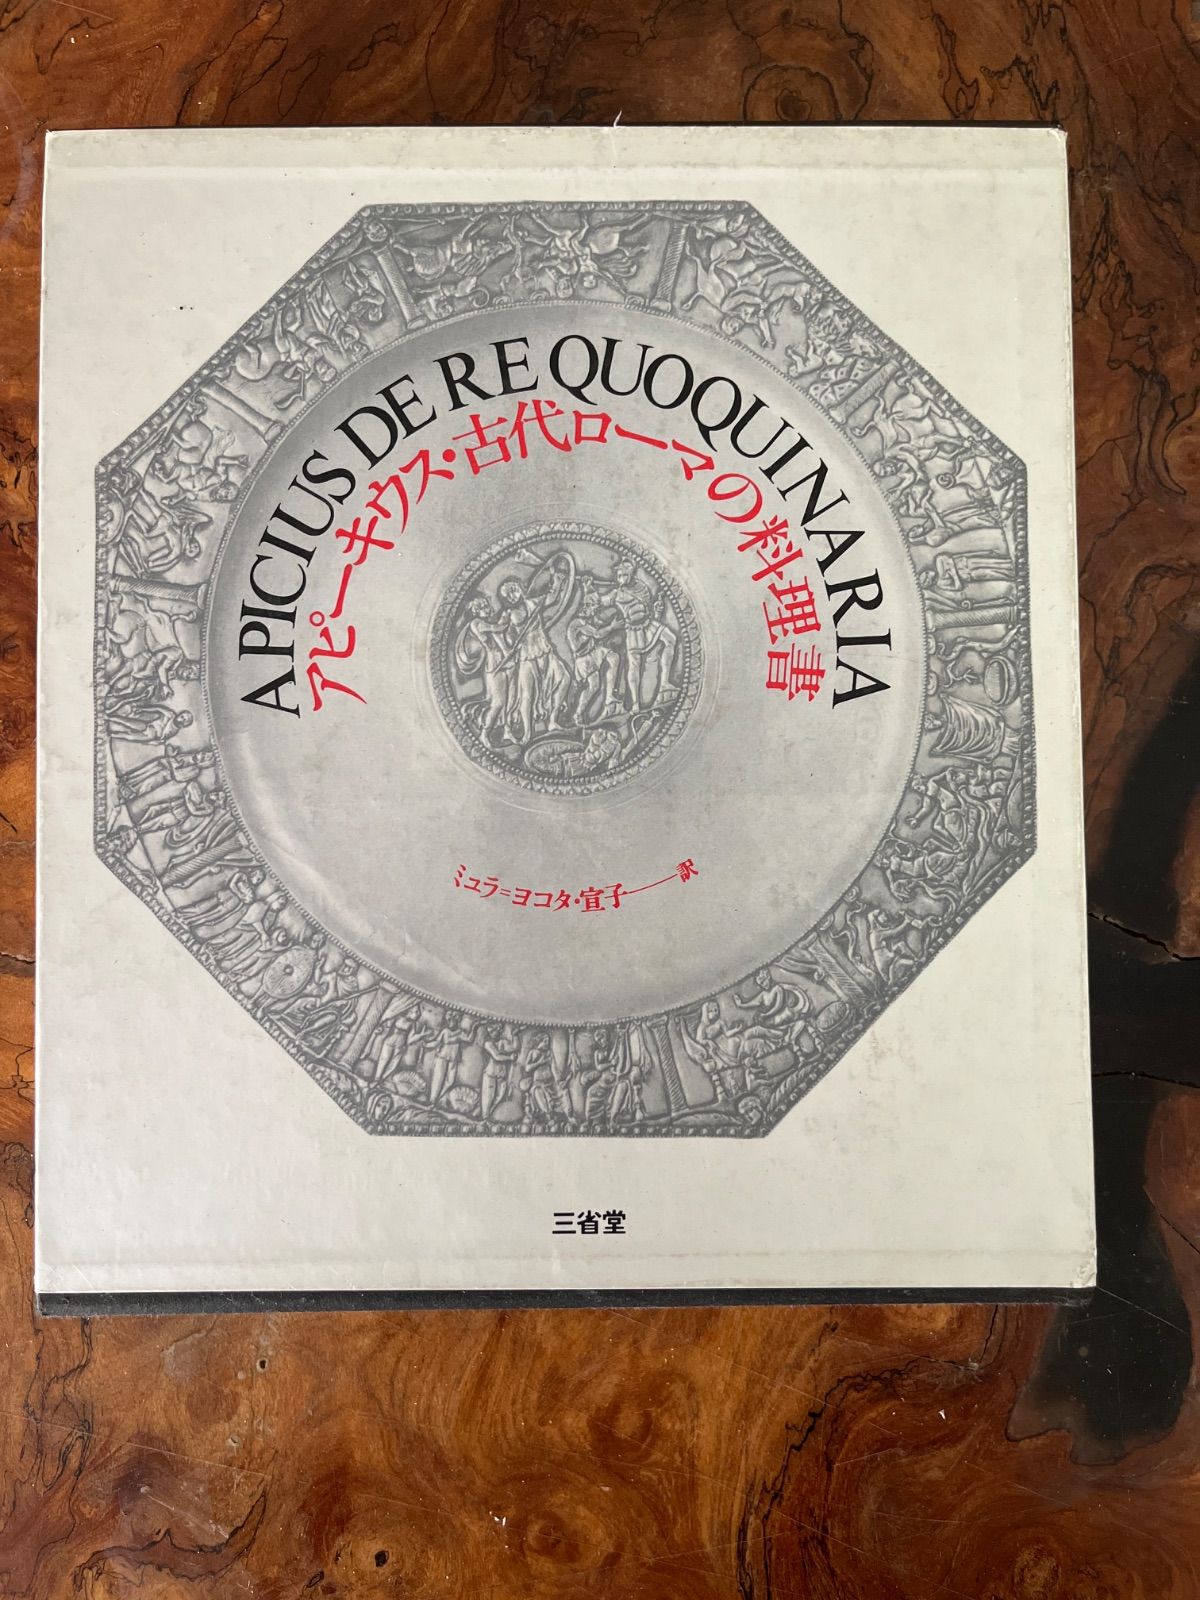 APICIUS DE RE QUOQUINARIA
アピーキウス・古代ローマの料理書
ミュラ=ヨコタ・宣子——訳
三省堂